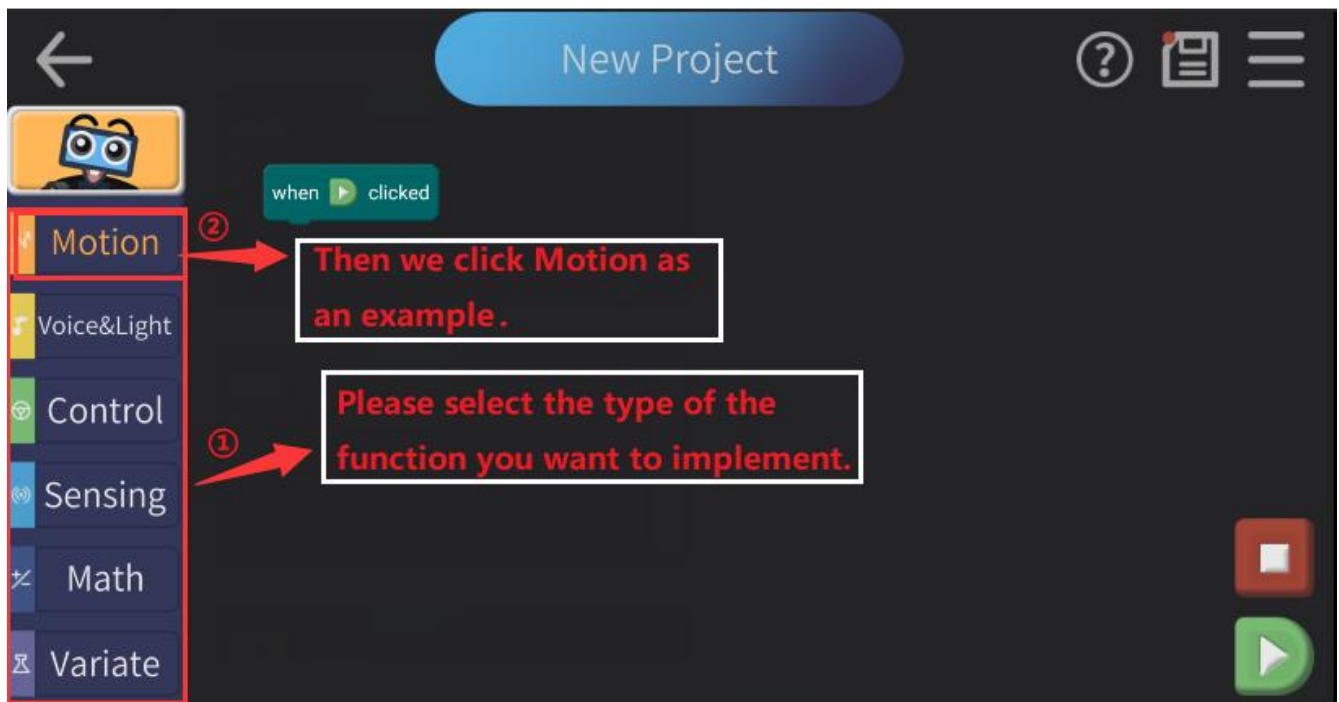 New Project
when clicked
Motion
②
Then we click Motion as
an example.
Voice&Light
Control
①
Please select the type of the
function you want to implement.
Sensing
Math
Variate